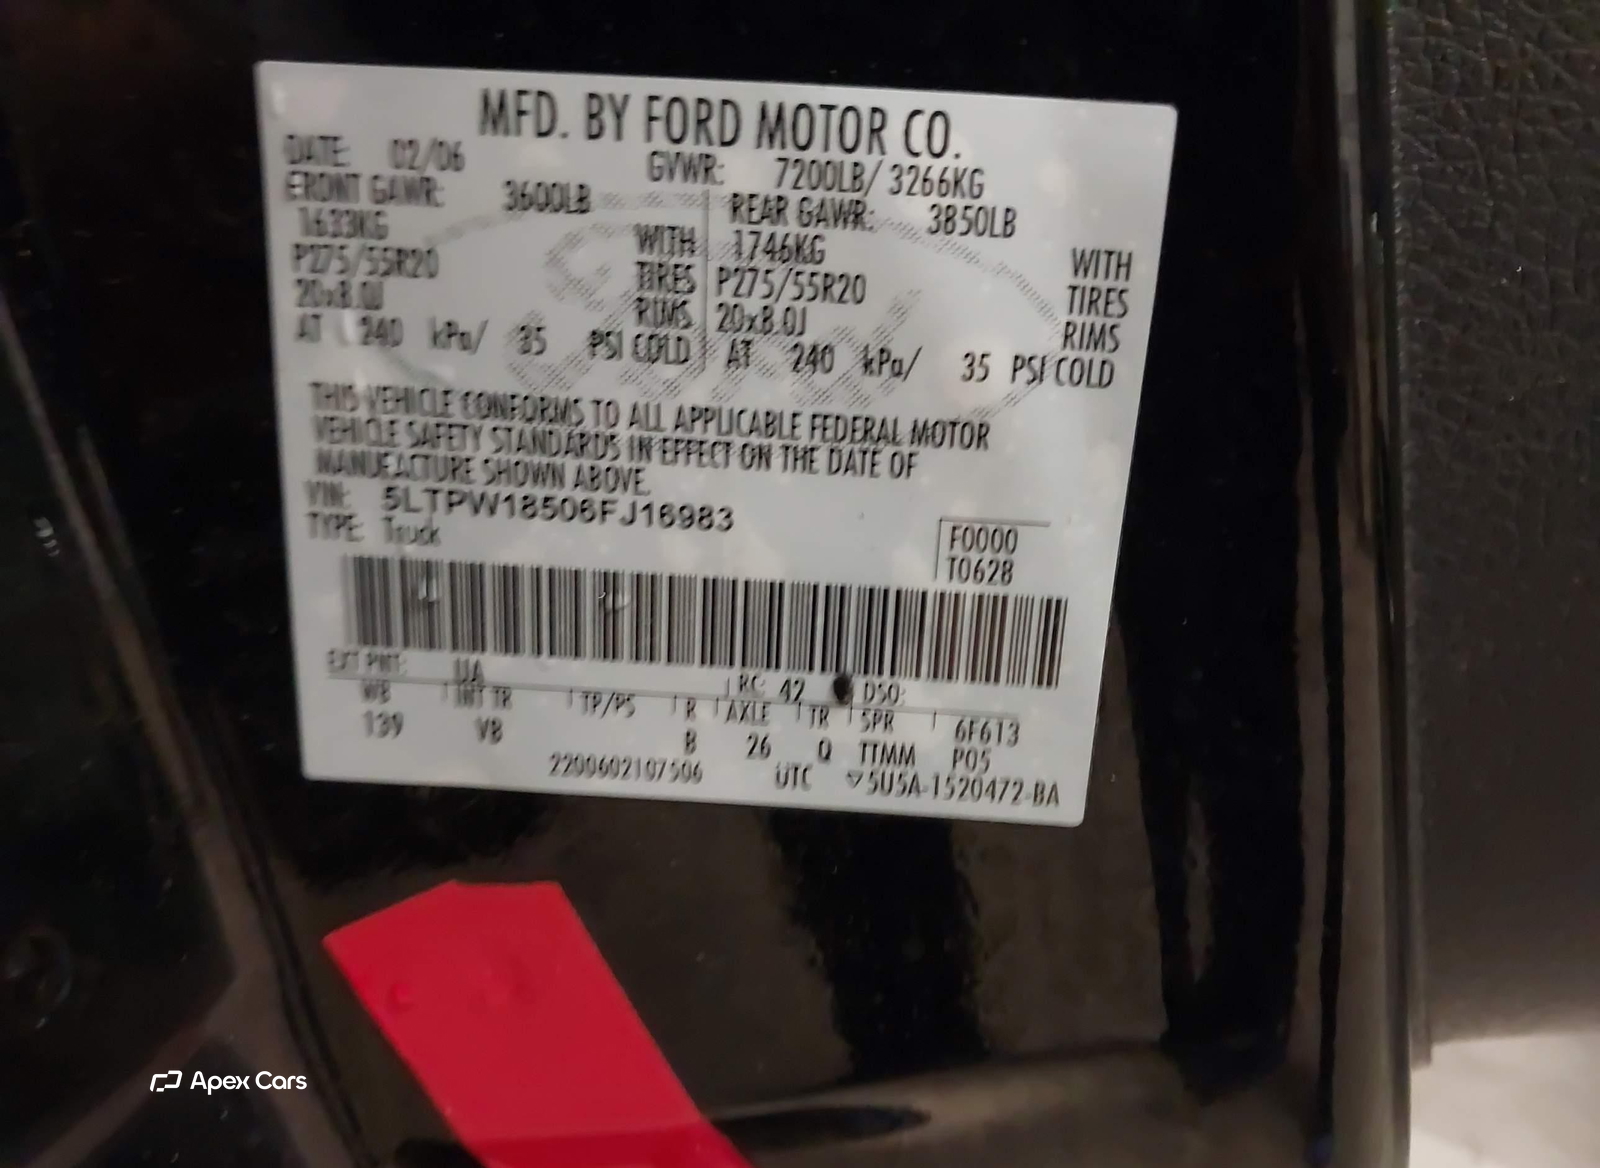 MFD. BY FORD MOTOR CO.
DATE: 02/06 GVWR: 7200LB/ 3266KG
FRONT GAWR: 3600LB REAR GAWR: 3850LB
1633KG WITH 1746KG WITH
P275/55R20 TIRES P275/55R20 TIRES
20x8.0J RIMS 20x8.0J RIMS
AT 240 kPa/ 35 PSI COLD AT 240 kPa/ 35 PSI COLD
Ford
THIS VEHICLE CONFORMS TO ALL APPLICABLE FEDERAL MOTOR
VEHICLE SAFETY STANDARDS IN EFFECT ON THE DATE OF
MANUFACTURE SHOWN ABOVE.
VIN: 5LTPW18506FJ16983
TYPE: Truck
F0000
T0628
EXT PNT: UA RC: 42 DSO:
WB INT TR TP/PS R AXLE TR SPR 6F613
139 VB B 26 Q TTMM P05
2200602107506 UTC 5U5A-1520472-BA
Apex Cars